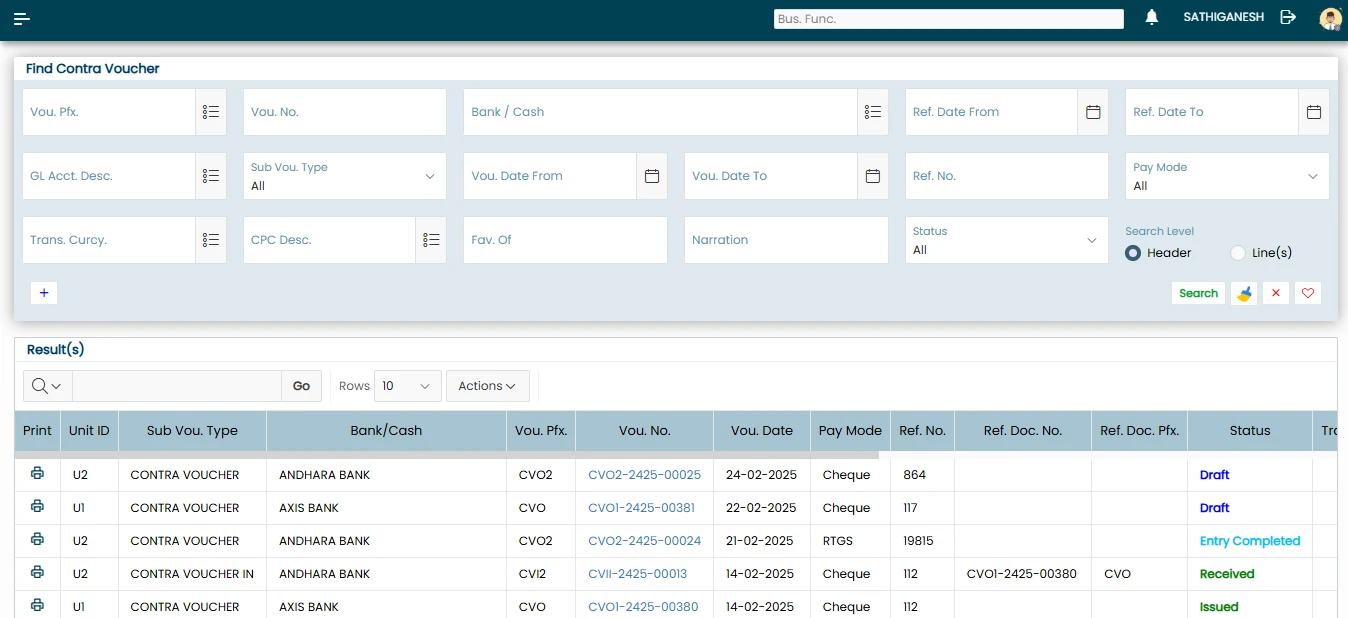 Bus. Func. SATHIGANESH
Find Contra Voucher
Vou. Pfx. Vou. No. Bank / Cash Ref. Date From Ref. Date To
GL Acct. Desc. Sub Vou. Type All Vou. Date From Vou. Date To Ref. No. Pay Mode All
Trans. Curcy. CPC Desc. Fav. Of Narration Status All Search Level Header Line(s)
+ Search
Result(s)
Go Rows 10 Actions
Print Unit ID Sub Vou. Type Bank/Cash Vou. Pfx. Vou. No. Vou. Date Pay Mode Ref. No. Ref. Doc. No. Ref. Doc. Pfx. Status
U2 CONTRA VOUCHER ANDHARA BANK CVO2 CVO2-2425-00025 24-02-2025 Cheque 864 Draft
U1 CONTRA VOUCHER AXIS BANK CVO CVO1-2425-00381 22-02-2025 Cheque 117 Draft
U2 CONTRA VOUCHER ANDHARA BANK CVO2 CVO2-2425-00024 21-02-2025 RTGS 19815 Entry Completed
U2 CONTRA VOUCHER IN ANDHARA BANK CVI2 CVII-2425-00013 14-02-2025 Cheque 112 CVO1-2425-00380 CVO Received
U1 CONTRA VOUCHER AXIS BANK CVO CVO1-2425-00380 14-02-2025 Cheque 112 Issued